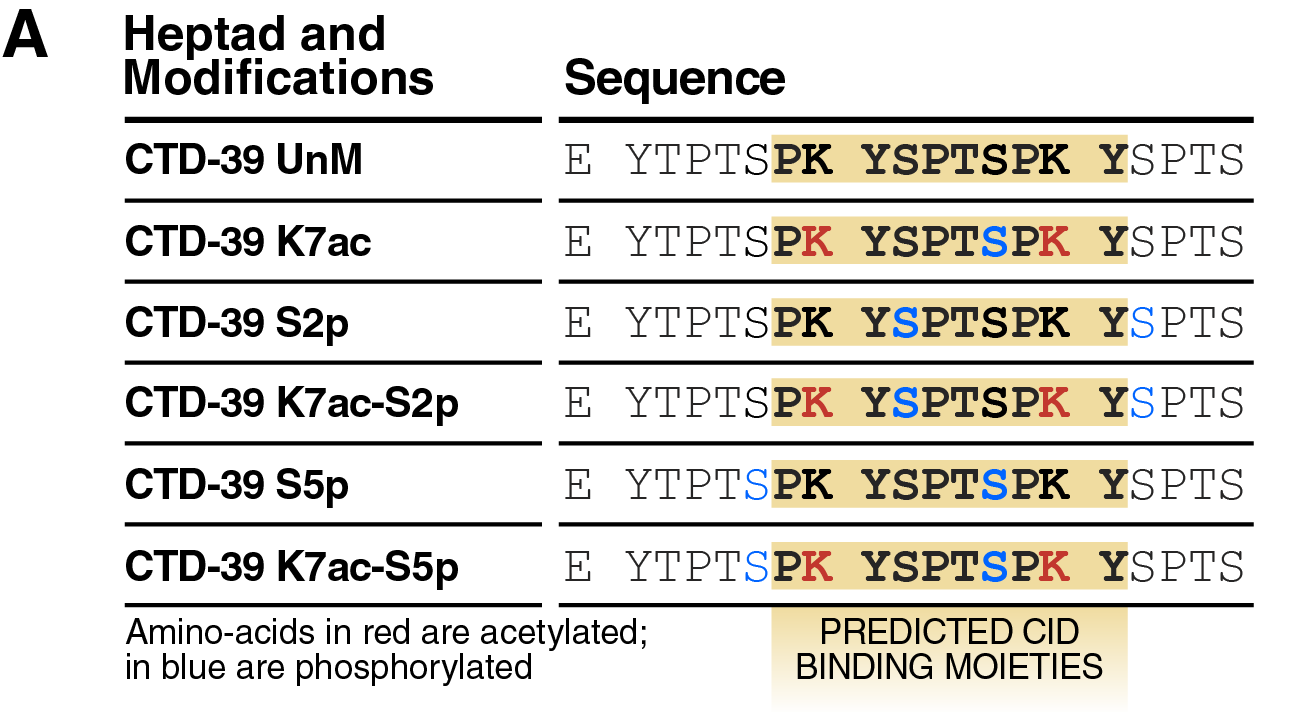 A
Heptad and
Modifications
Sequence
CTD-39 UnM E YTPTSPK YSPTSPK YSPTS
CTD-39 K7ac E YTPTSPK YSPTSPK YSPTS
CTD-39 S2p E YTPTSPK YSPTSPK YSPTS
CTD-39 K7ac-S2p E YTPTSPK YSPTSPK YSPTS
CTD-39 S5p E YTPTSPK YSPTSPK YSPTS
CTD-39 K7ac-S5p E YTPTSPK YSPTSPK YSPTS
Amino-acids in red are acetylated;
in blue are phosphorylated
PREDICTED CID
BINDING MOIETIES